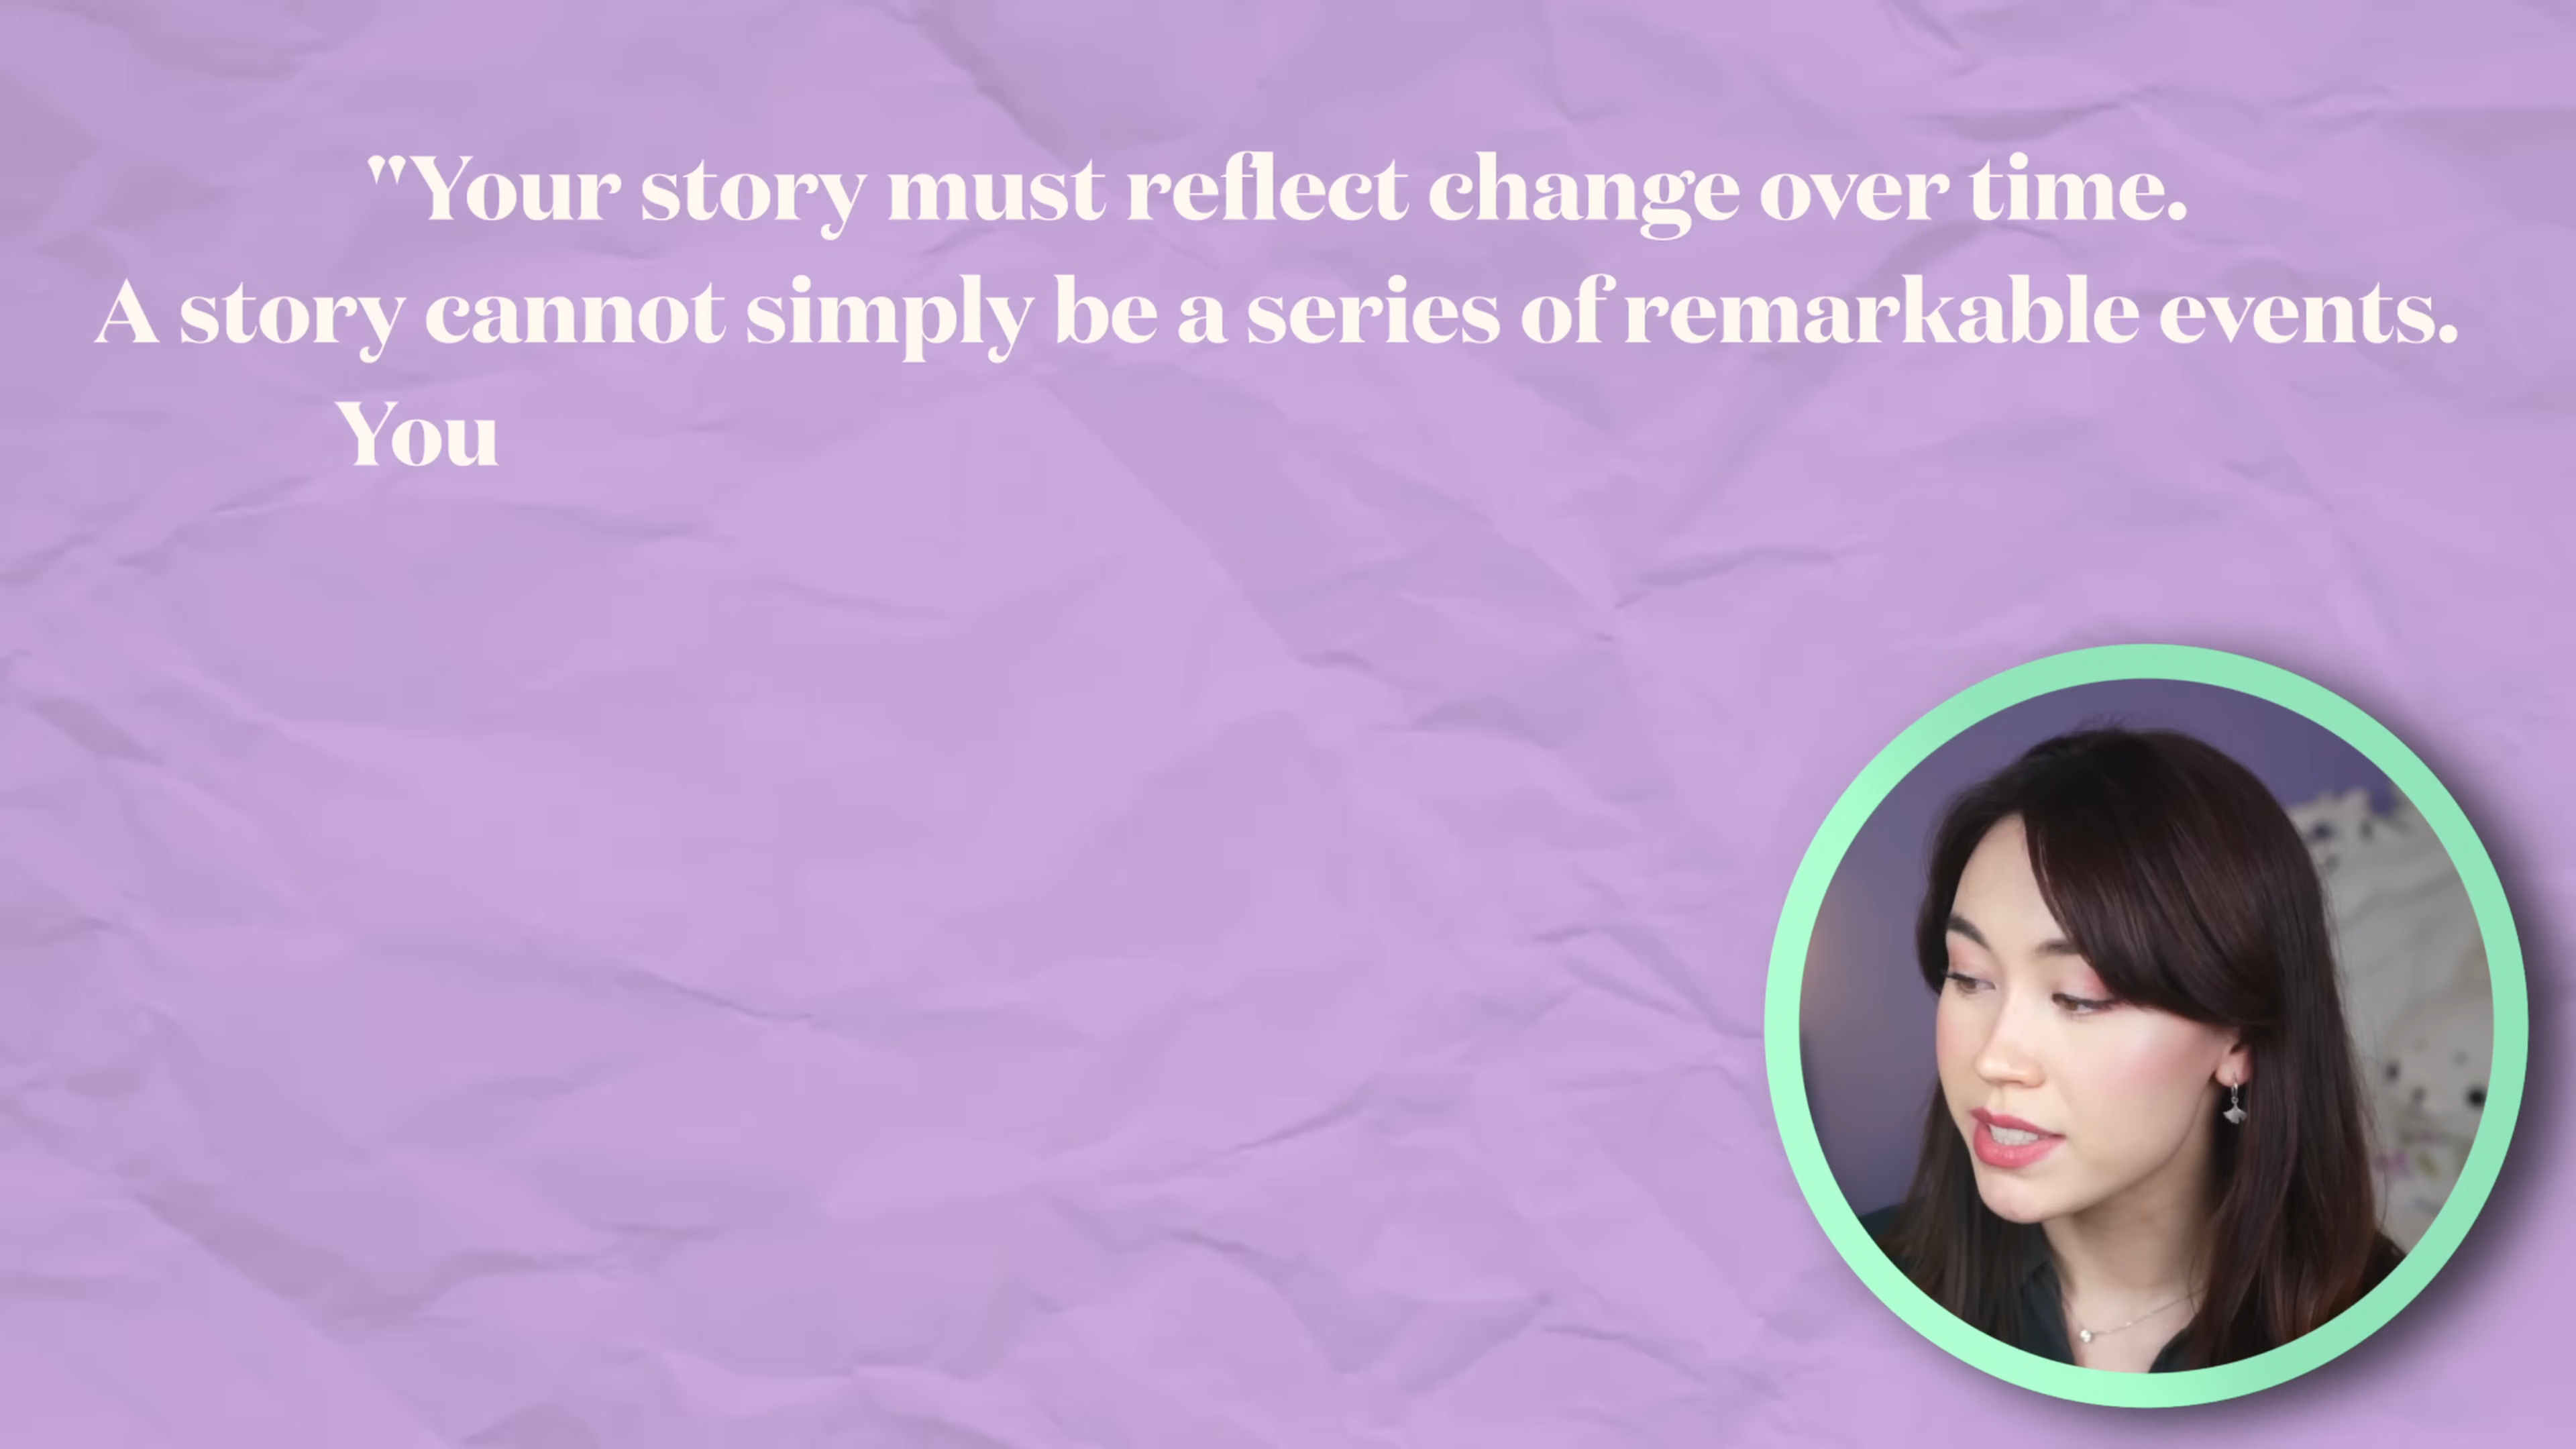 "Your story must reflect change over time.
A story cannot simply be a series of remarkable events.
You